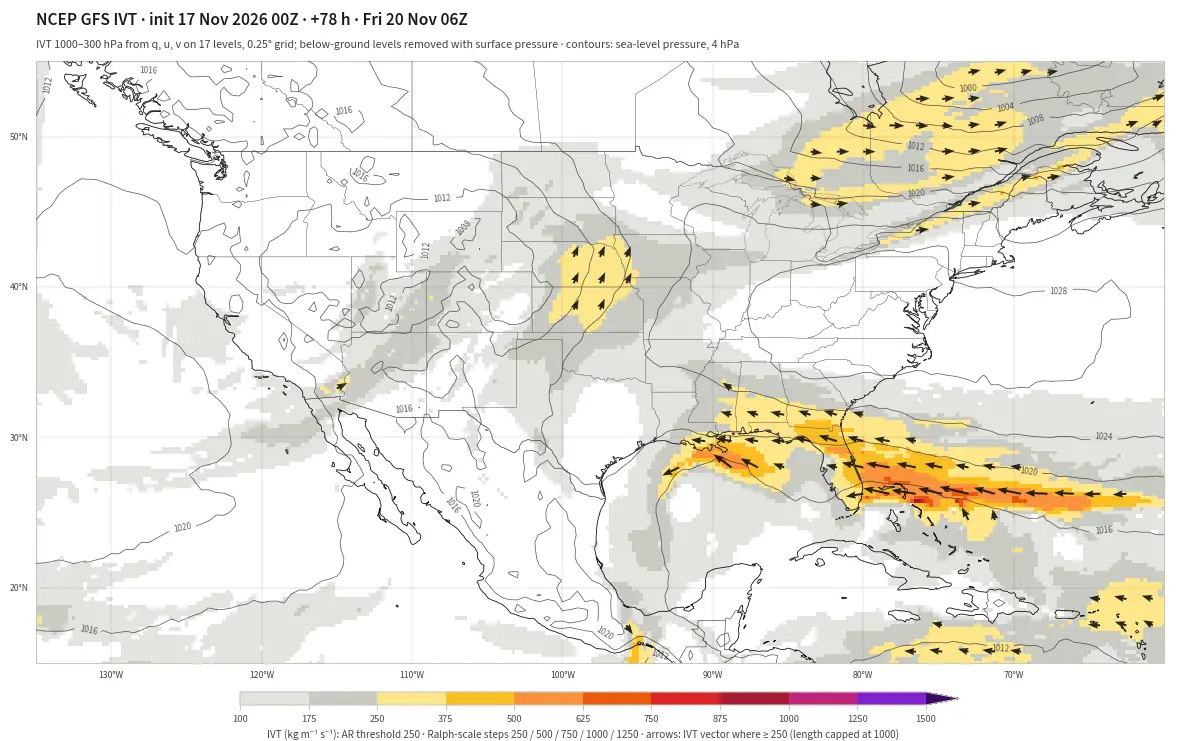 NCEP GFS IVT · init 17 Nov 2026 00Z · +78 h · Fri 20 Nov 06Z
IVT 1000–300 hPa from q, u, v on 17 levels, 0.25° grid; below-ground levels removed with surface pressure · contours: sea-level pressure, 4 hPa
1016
1012
1016
1000
1004
1008
50°N
1012
1016
1016
1020
1012
1008
1012
40°N
1028
1012
1016
30°N
1024
1020
1020
1016
1016
1020
20°N
1016
1020
1012
1012
130°W
120°W
110°W
100°W
90°W
80°W
70°W
100
175
250
375
500
625
750
875
1000
1250
1500
IVT (kg m⁻¹ s⁻¹): AR threshold 250 · Ralph-scale steps 250 / 500 / 750 / 1000 / 1250 · arrows: IVT vector where ≥ 250 (length capped at 1000)